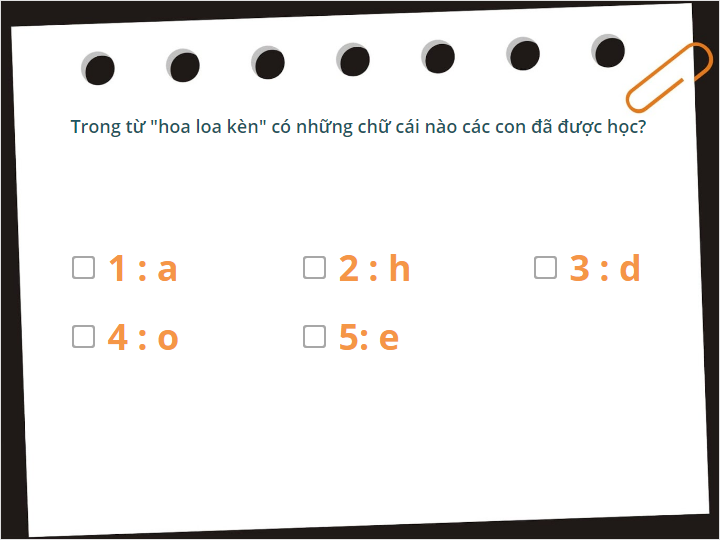 Trong từ "hoa loa kèn" có những chữ cái nào các con đã được học?
1 : a
2 : h
3 : d
4 : o
5: e